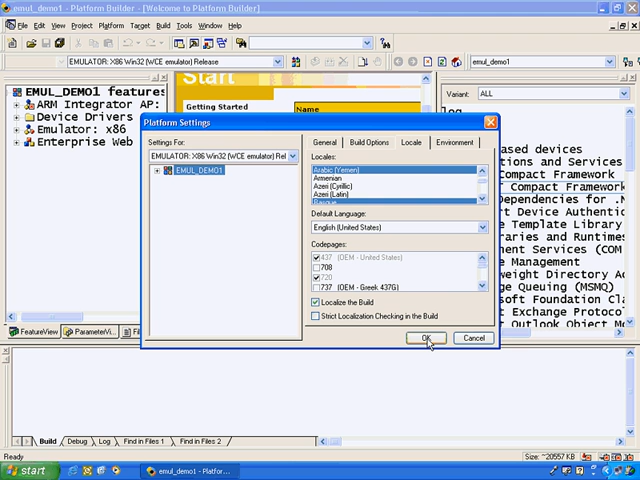 emul_demo1 - Platform Builder - [Welcome to Platform Builder]
File Edit View Project Platform Target Build Tools Window Help
EMULATOR: X86 Win32 (WCE emulator) Release
emul_demo1
EMUL_DEMO1 features
ARM Integrator AP:
Device Drivers
Emulator: x86
Enterprise Web
Start
Getting Started
Name
Variant: ALL
Platform Settings
Settings For:
EMULATOR: X86 Win32 (WCE emulator) Rel
EMUL_DEMO1
General Build Options Locale Environment
Locales:
Arabic (Yemen)
Armenian
Azeri (Cyrillic)
Azeri (Latin)
Basque
Default Language:
English (United States)
Codepages:
437 (OEM - United States)
708
720
737 (OEM - Greek 437G)
Localize the Build
Strict Localization Checking in the Build
OK Cancel
based devices
tions and Services
Compact Framework
Compact Framework
Dependencies for .N
rt Device Authentic
e Template Library
aries and Runtimes
t Services (COM
e Management
weight Directory A
ge Queuing (MSMQ)
soft Foundation Cla
t Exchange Protoco
t Outlook Object Mo
FeatureView ParameterV... Fil
Build Debug Log Find in Files 1 Find in Files 2
Ready
Size: ~20557 KB
start
emul_demo1 - Platfor...